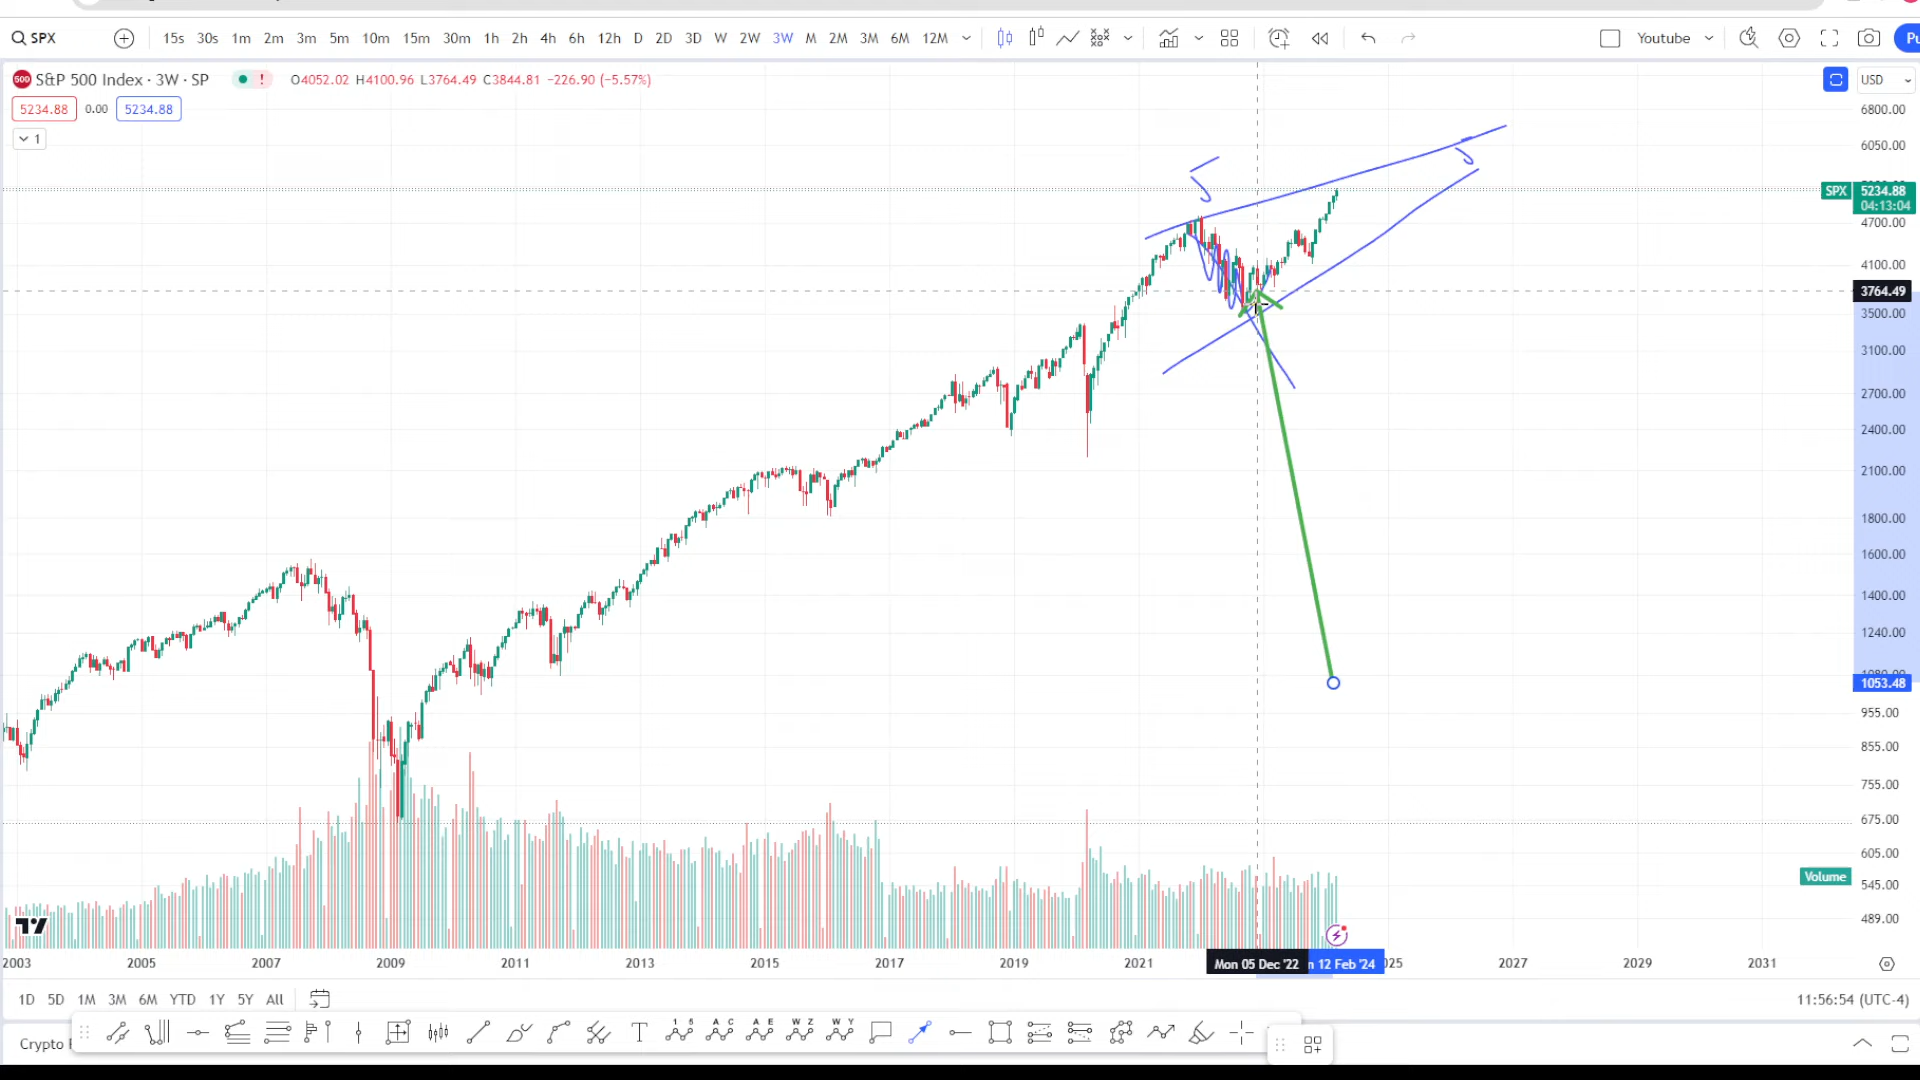 SPX 15s 30s 1m 2m 3m 5m 10m 15m 30m 1h 2h 4h 6h 12h D 2D 3D W 2W 3W M 2M 3M 6M 12M Youtube Pu
500 S&P 500 Index · 3W · SP ! O4052.02 H4100.96 L3764.49 C3844.81 −226.90 (−5.57%) USD
5234.88 0.00 5234.88
1
6800.00
6050.00
SPX 5234.88
04:13:04
4700.00
4100.00
3764.49
3500.00
3100.00
2700.00
2400.00
2100.00
1800.00
1600.00
1400.00
1240.00
1053.48
955.00
855.00
755.00
675.00
605.00
Volume
545.00
489.00
2003 2005 2007 2009 2011 2013 2015 2017 2019 2021 Mon 05 Dec '22 n 12 Feb '24 025 2027 2029 2031
1D 5D 1M 3M 6M YTD 1Y 5Y All 11:56:54 (UTC-4)
T 1 5 A C A E W Z W Y
Crypto